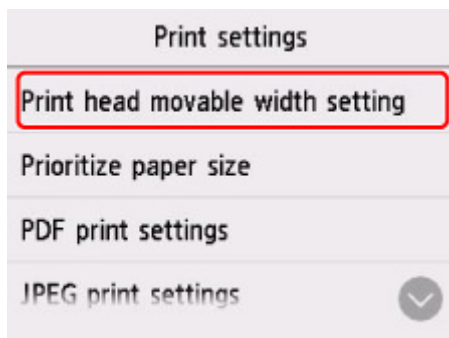 Print settings
Print head movable width setting
Prioritize paper size
PDF print settings
JPEG print settings